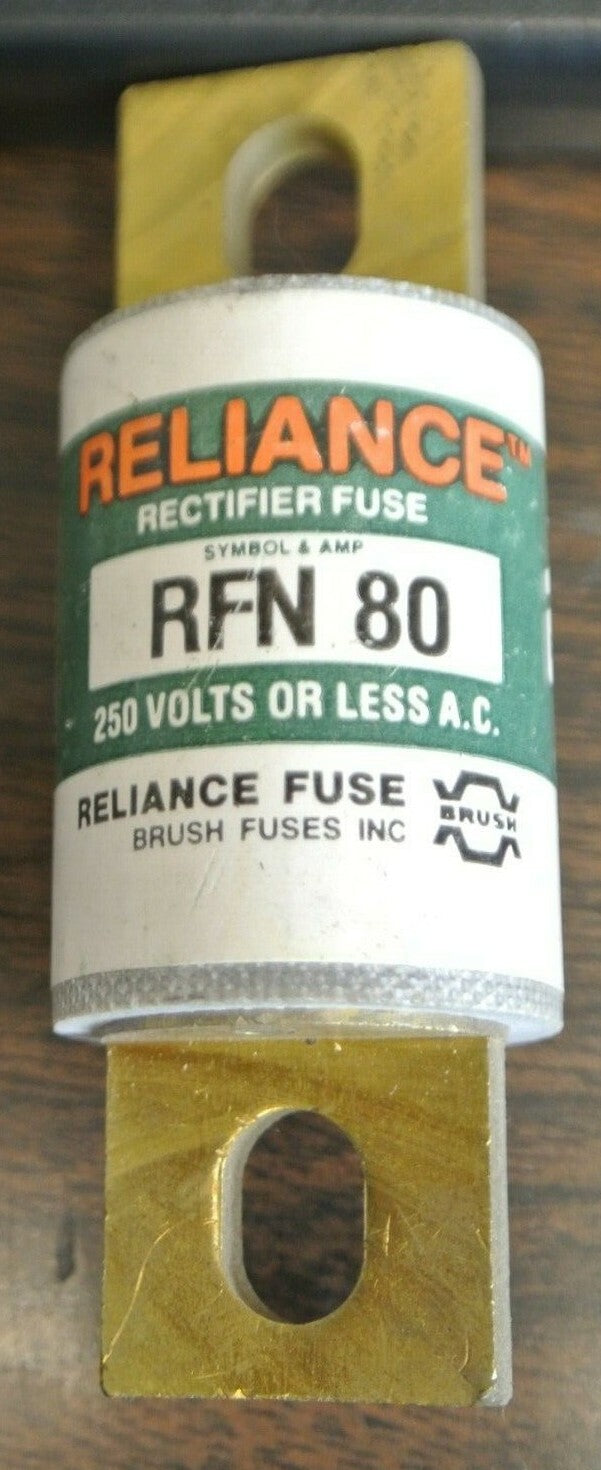 RELIANCE™
RECTIFIER FUSE
SYMBOL & AMP
RFN 80
250 VOLTS OR LESS A.C.
RELIANCE FUSE
BRUSH FUSES INC
BRUSH